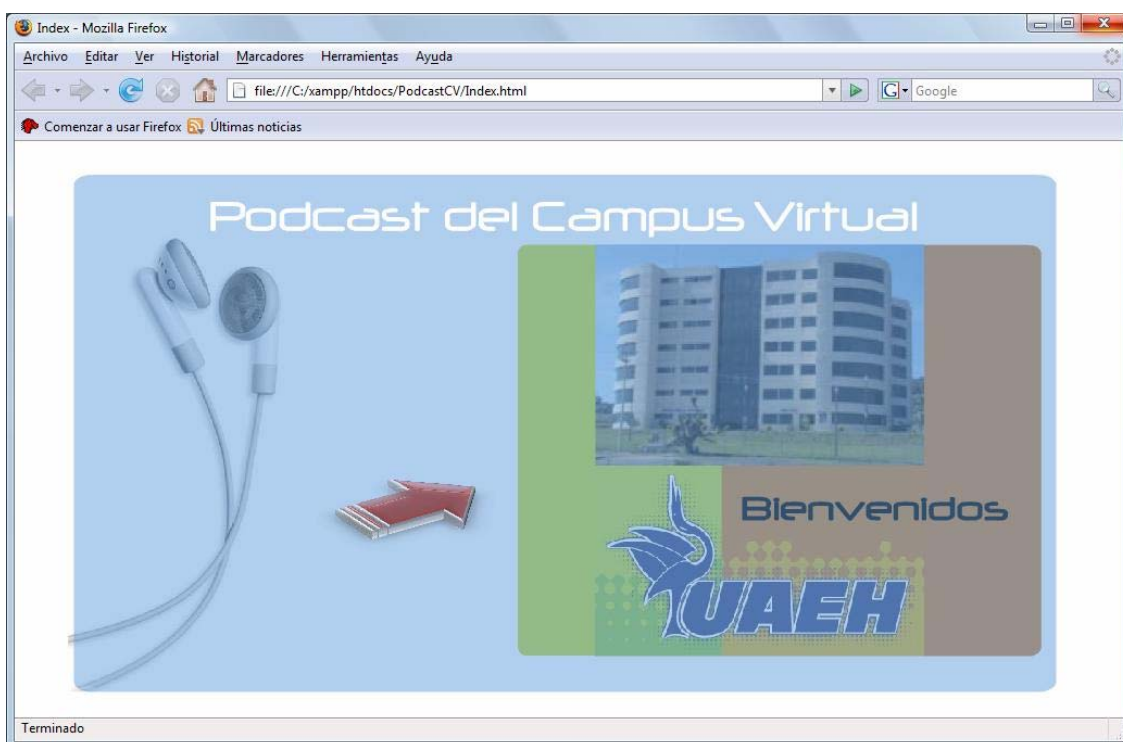 Index - Mozilla Firefox
Archivo Editar Ver Historial Marcadores Herramientas Ayuda
file:///C:/xampp/htdocs/PodcastCV/Index.html G Google
Comenzar a usar Firefox Últimas noticias
Podcast del Campus Virtual
Bienvenidos
UAEH
Terminado